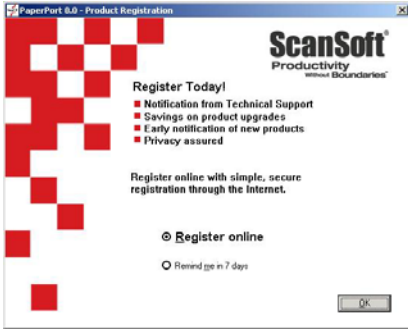 PaperPort 8.0 - Product Registration
ScanSoft
Productivity
Without Boundaries
Register Today!
Notification from Technical Support
Savings on product upgrades
Early notification of new products
Privacy assured
Register online with simple, secure
registration through the Internet.
Register online
Remind me in 7 days
OK